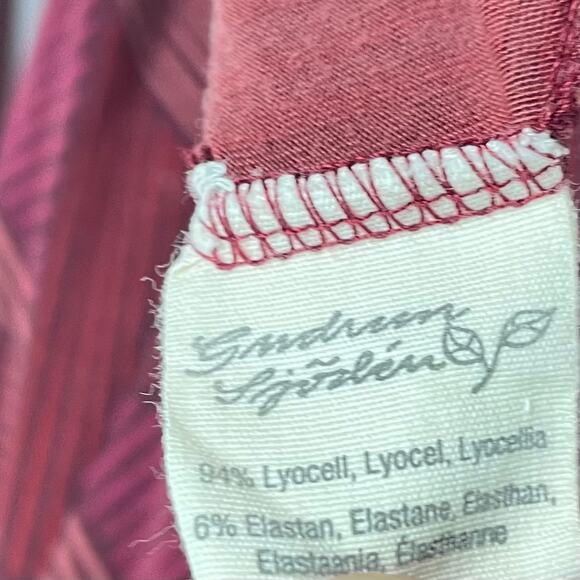 Gudrun
Sjödén
94% Lyocell, Lyocel, Lyocellia
6% Elastan, Elastane, Elasthan,
Elastaania, Élasthanne